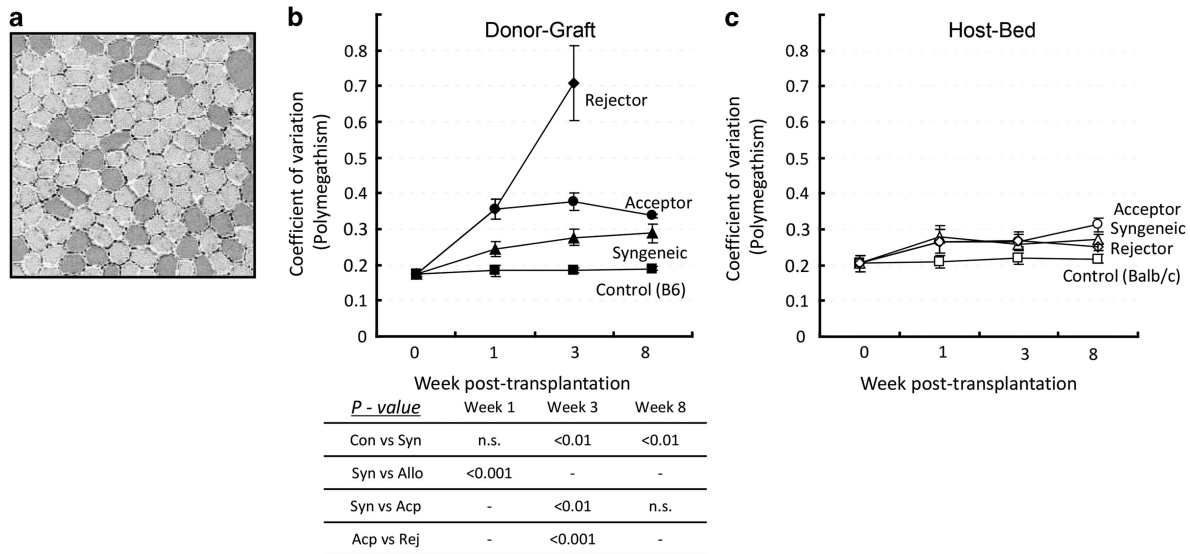 a
b
Donor-Graft
Coefficient of variation
(Polymegathism)
0.8
0.7
0.6
0.5
0.4
0.3
0.2
0.1
0
Rejector
Acceptor
Syngeneic
Control (B6)
0 1 3 8
Week post-transplantation
P - value Week 1 Week 3 Week 8
Con vs Syn n.s. <0.01 <0.01
Syn vs Allo <0.001 - -
Syn vs Acp - <0.01 n.s.
Acp vs Rej - <0.001 -
c
Host-Bed
Coefficient of variation
(Polymegathism)
0.8
0.7
0.6
0.5
0.4
0.3
0.2
0.1
0
Acceptor
Syngeneic
Rejector
Control (Balb/c)
0 1 3 8
Week post-transplantation